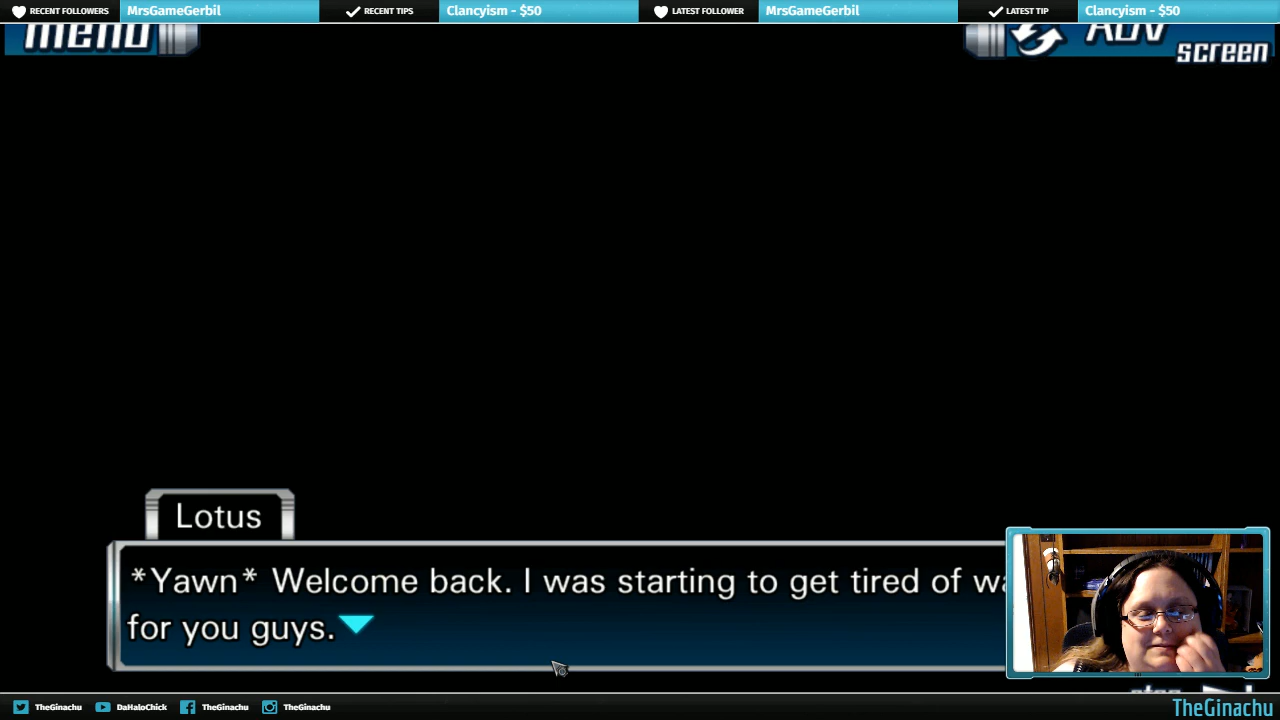 RECENT FOLLOWERS MrsGameGerbil RECENT TIPS Clancyism - $50 LATEST FOLLOWER MrsGameGerbil LATEST TIP Clancyism - $50
menu ADV
screen
Lotus
*Yawn* Welcome back. I was starting to get tired of
for you guys.
TheGinachu DaHaloChick TheGinachu TheGinachu TheGinachu